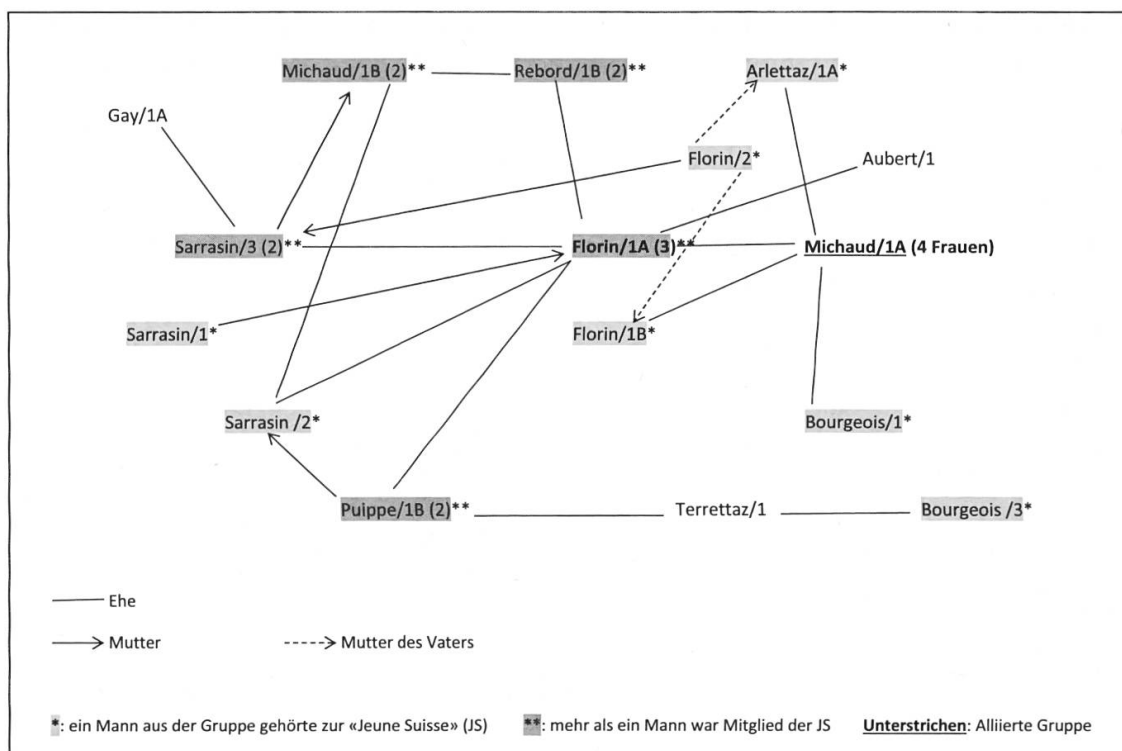 Michaud/1B (2)** Rebord/1B (2)** Arlettaz/1A*
Gay/1A
Florin/2* Aubert/1
Sarrasin/3 (2)** Florin/1A (3)** Michaud/1A (4 Frauen)
Sarrasin/1* Florin/1B*
Sarrasin /2* Bourgeois/1*
Puippe/1B (2)** Terrettaz/1 Bourgeois /3*
Ehe
Mutter Mutter des Vaters
*: ein Mann aus der Gruppe gehörte zur «Jeune Suisse» (JS) **: mehr als ein Mann war Mitglied der JS Unterstrichen: Alliierte Gruppe